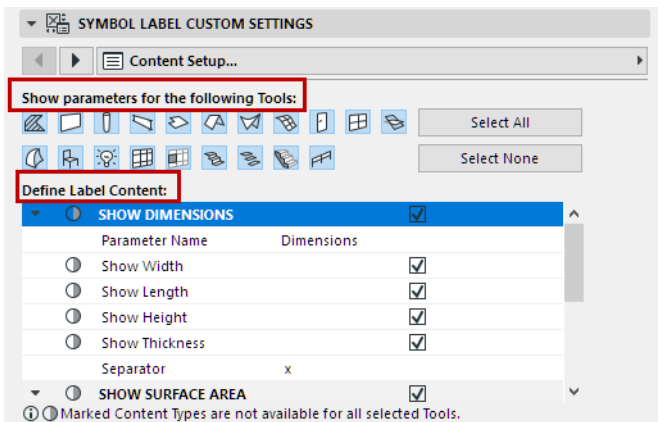 SYMBOL LABEL CUSTOM SETTINGS
Content Setup...
Show parameters for the following Tools:
Select All
Select None
Define Label Content:
SHOW DIMENSIONS
Parameter Name Dimensions
Show Width
Show Length
Show Height
Show Thickness
Separator x
SHOW SURFACE AREA
Marked Content Types are not available for all selected Tools.